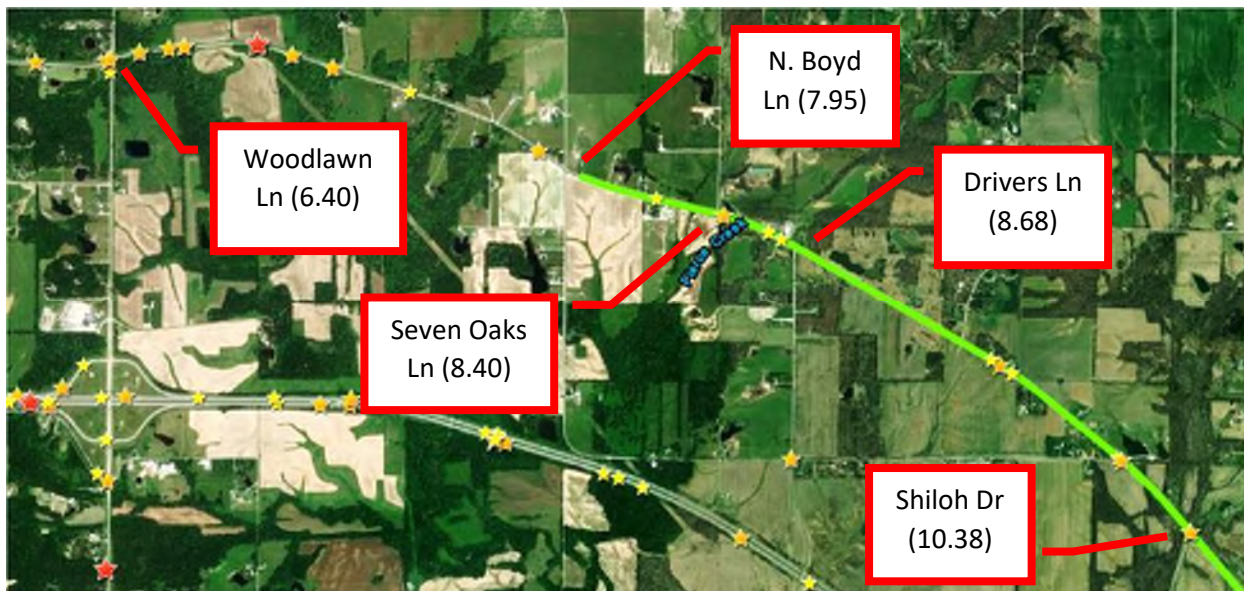 N. Boyd
Ln (7.95)
Woodlawn
Ln (6.40)
Drivers Ln
(8.68)
Seven Oaks
Ln (8.40)
Shiloh Dr
(10.38)